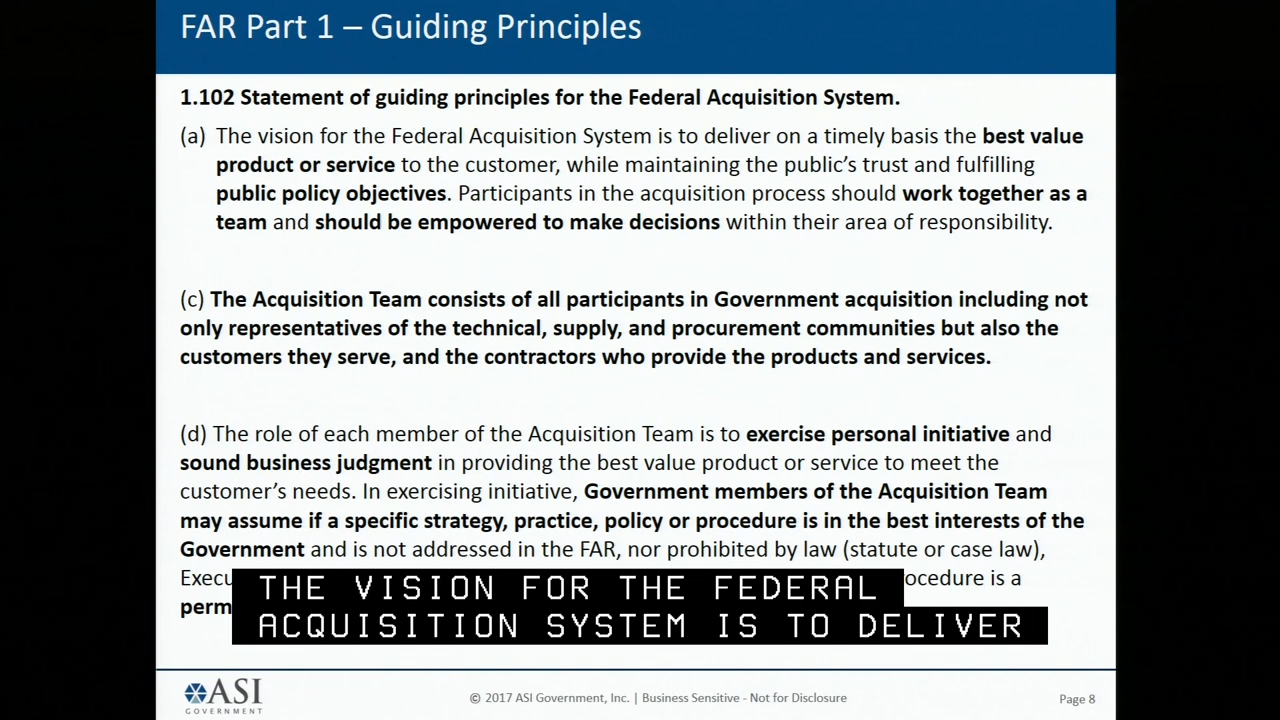 FAR Part 1 – Guiding Principles
1.102 Statement of guiding principles for the Federal Acquisition System.
(a) The vision for the Federal Acquisition System is to deliver on a timely basis the best value
product or service to the customer, while maintaining the public's trust and fulfilling
public policy objectives. Participants in the acquisition process should work together as a
team and should be empowered to make decisions within their area of responsibility.
(c) The Acquisition Team consists of all participants in Government acquisition including not
only representatives of the technical, supply, and procurement communities but also the
customers they serve, and the contractors who provide the products and services.
(d) The role of each member of the Acquisition Team is to exercise personal initiative and
sound business judgment in providing the best value product or service to meet the
customer's needs. In exercising initiative, Government members of the Acquisition Team
may assume if a specific strategy, practice, policy or procedure is in the best interests of the
Government and is not addressed in the FAR, nor prohibited by law (statute or case law),
is a
THE VISION FOR THE FEDERAL
ACQUISITION SYSTEM IS TO DELIVER
ASI
GOVERNMENT
© 2017 ASI Government, Inc. | Business Sensitive - Not for Disclosure
Page 8